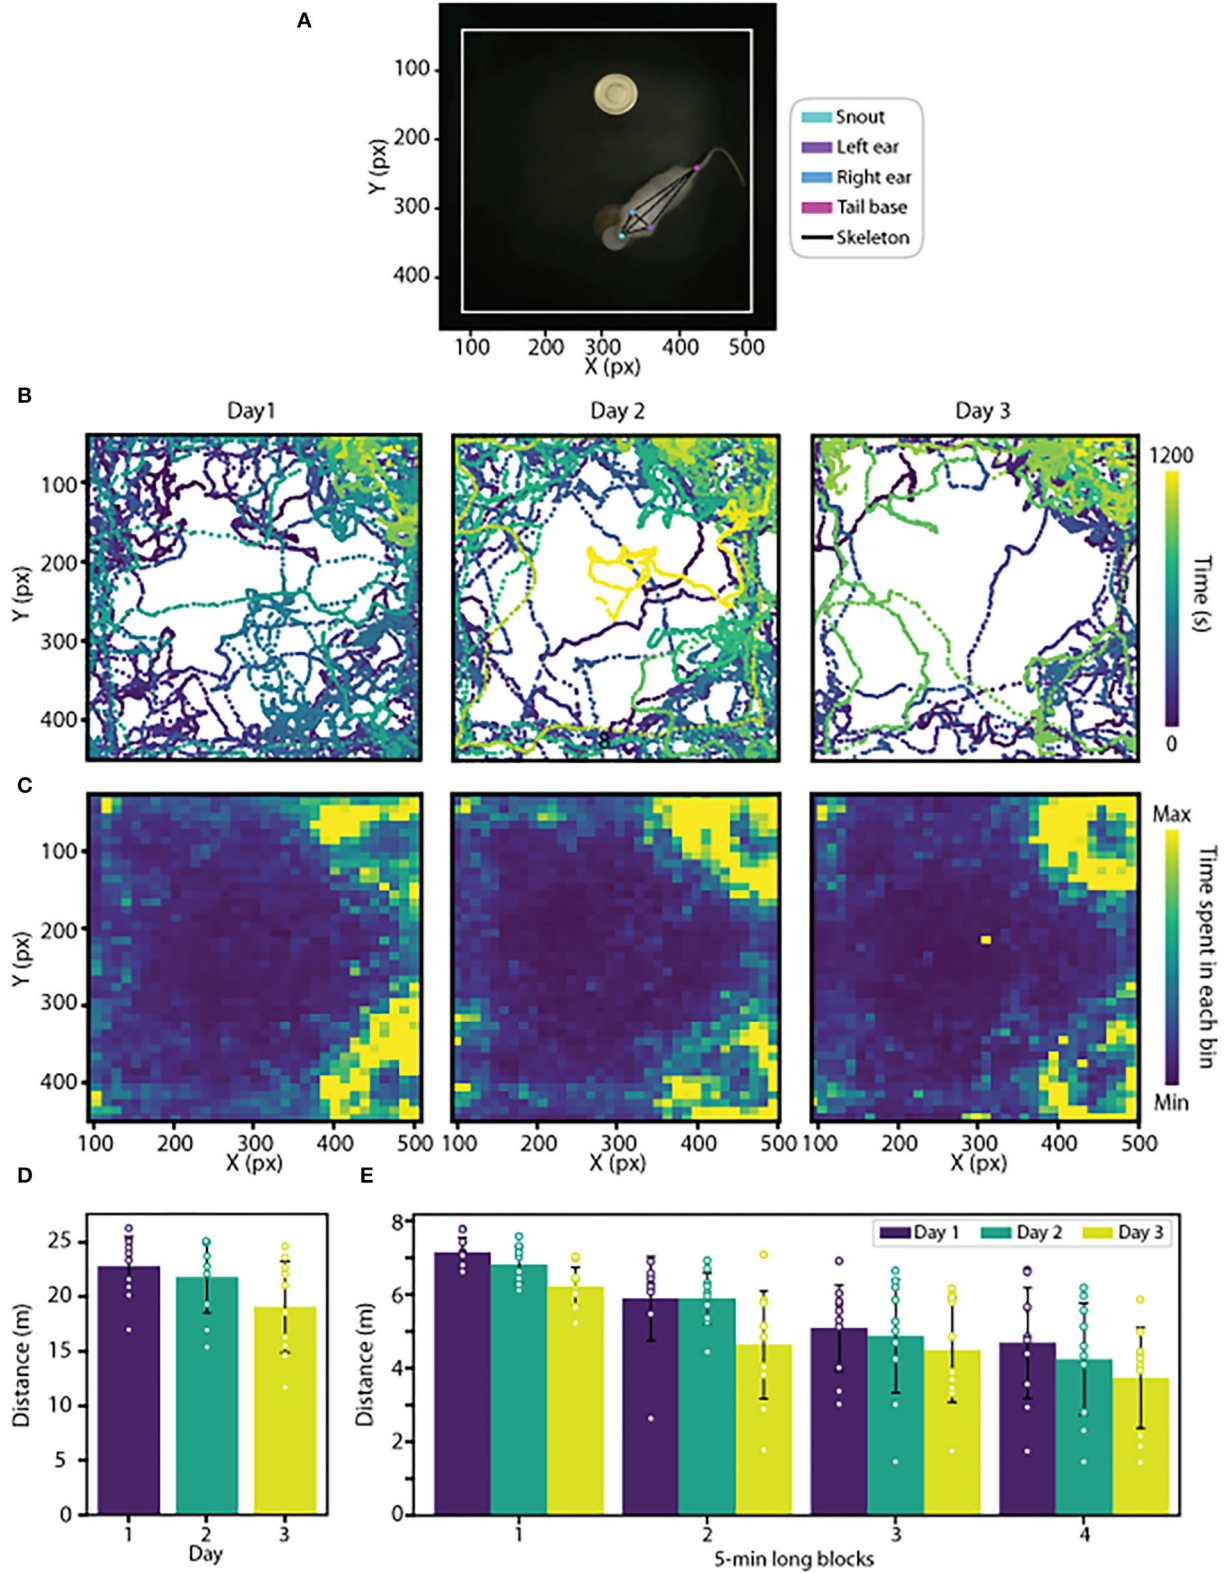 A
Y (px)
100
200
300
400
100 200 300 400 500
X (px)
Snout
Left ear
Right ear
Tail base
Skeleton
B
Day1
Day 2
Day 3
Y (px)
100
200
300
400
8
1200
Time (s)
0
C
Y (px)
100
200
300
400
100 200 300 400 500
X (px)
100 200 300 400 500
X (px)
100 200 300 400 500
X (px)
Max
Time spent in each bin
Min
D
Distance (m)
25
20
15
10
5
0
1 2 3
Day
E
Distance (m)
8
6
4
2
0
Day 1
Day 2
Day 3
1 2 3 4
5-min long blocks